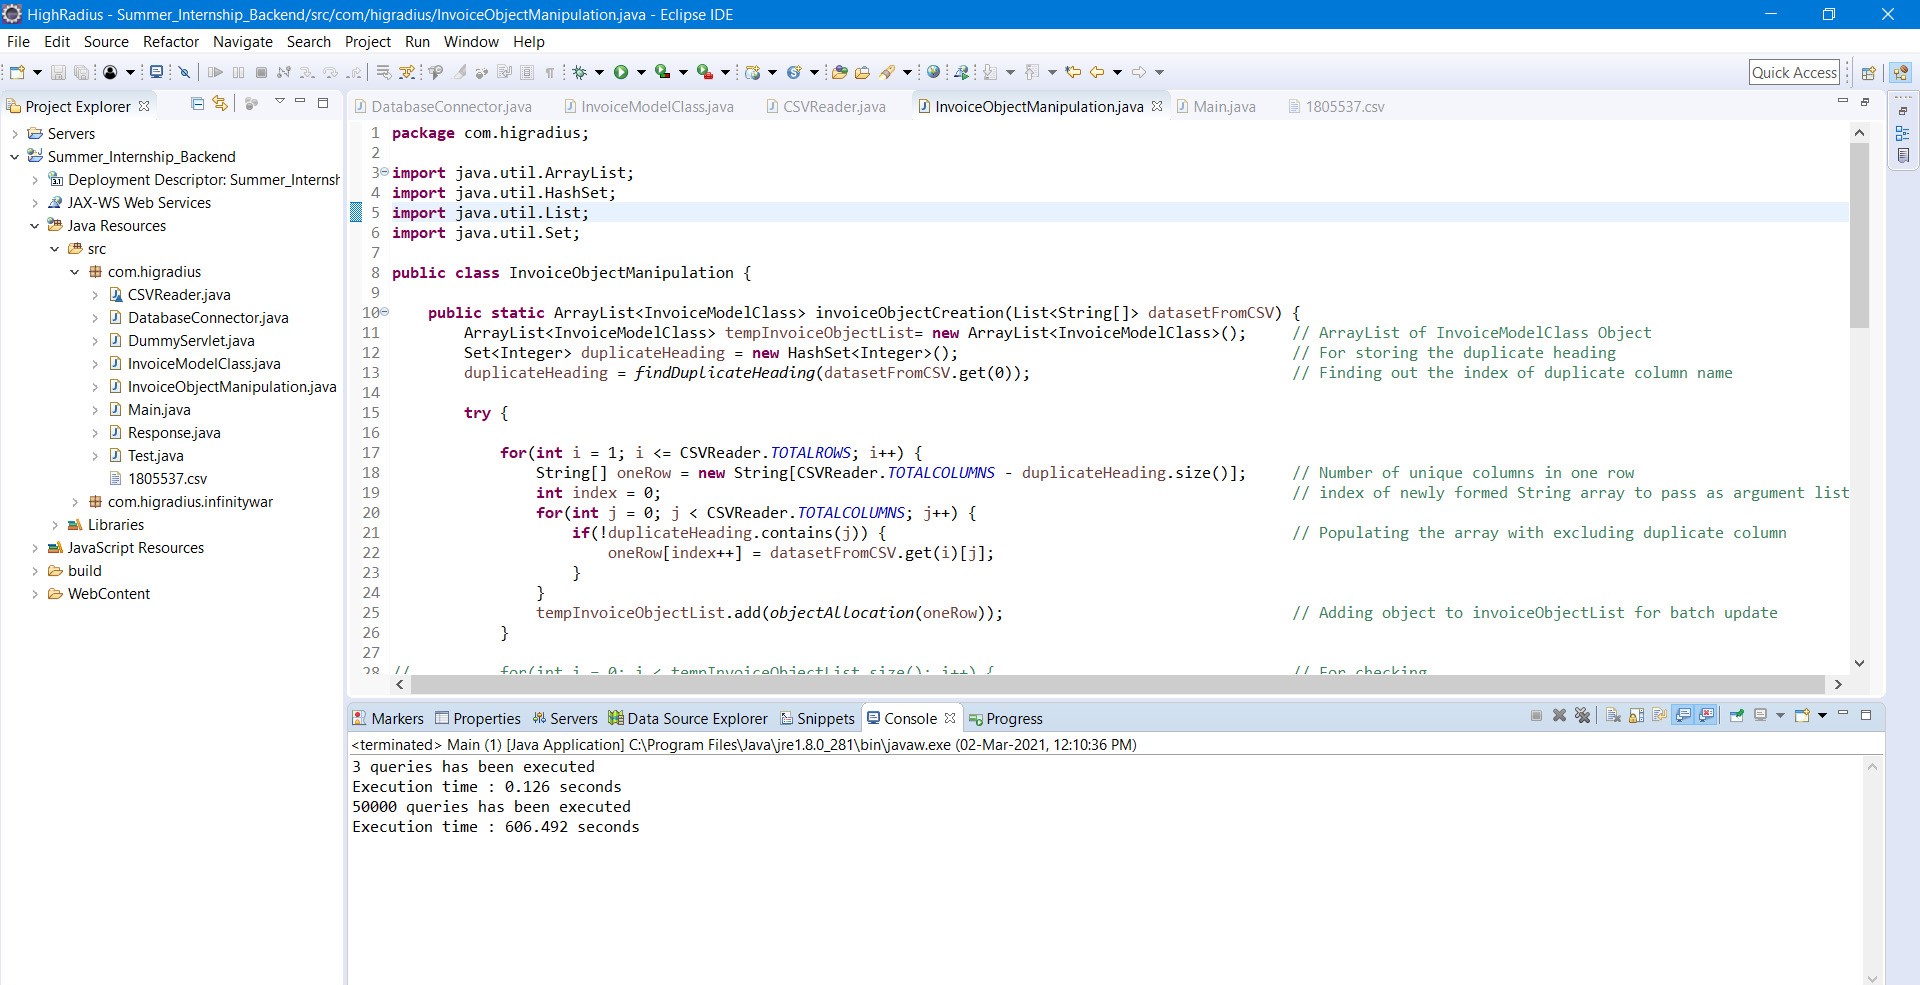 HighRadius - Summer_Internship_Backend/src/com/higradius/InvoiceObjectManipulation.java - Eclipse IDE
File Edit Source Refactor Navigate Search Project Run Window Help
Quick Access
Project Explorer
Servers
Summer_Internship_Backend
Deployment Descriptor: Summer_Internsh
JAX-WS Web Services
Java Resources
src
com.higradius
CSVReader.java
DatabaseConnector.java
DummyServlet.java
InvoiceModelClass.java
InvoiceObjectManipulation.java
Main.java
Response.java
Test.java
1805537.csv
com.higradius.infinitywar
Libraries
JavaScript Resources
build
WebContent
DatabaseConnector.java InvoiceModelClass.java CSVReader.java InvoiceObjectManipulation.java Main.java 1805537.csv
1 package com.higradius;
2
3 import java.util.ArrayList;
4 import java.util.HashSet;
5 import java.util.List;
6 import java.util.Set;
7
8 public class InvoiceObjectManipulation {
9
10 public static ArrayList<InvoiceModelClass> invoiceObjectCreation(List<String[]> datasetFromCSV) {
11 ArrayList<InvoiceModelClass> tempInvoiceObjectList= new ArrayList<InvoiceModelClass>(); // ArrayList of InvoiceModelClass Object
12 Set<Integer> duplicateHeading = new HashSet<Integer>(); // For storing the duplicate heading
13 duplicateHeading = findDuplicateHeading(datasetFromCSV.get(0)); // Finding out the index of duplicate column name
14
15 try {
16
17 for(int i = 1; i <= CSVReader.TOTALROWS; i++) {
18 String[] oneRow = new String[CSVReader.TOTALCOLUMNS - duplicateHeading.size()]; // Number of unique columns in one row
19 int index = 0; // index of newly formed String array to pass as argument list
20 for(int j = 0; j < CSVReader.TOTALCOLUMNS; j++) {
21 if(!duplicateHeading.contains(j)) { // Populating the array with excluding duplicate column
22 oneRow[index++] = datasetFromCSV.get(i)[j];
23 }
24 }
25 tempInvoiceObjectList.add(objectAllocation(oneRow)); // Adding object to invoiceObjectList for batch update
26 }
27
28 // for(int i = 0; i < tempInvoiceObjectList.size(); i++) { // For checking
Markers Properties Servers Data Source Explorer Snippets Console Progress
<terminated> Main (1) [Java Application] C:\Program Files\Java\jre1.8.0_281\bin\javaw.exe (02-Mar-2021, 12:10:36 PM)
3 queries has been executed
Execution time : 0.126 seconds
50000 queries has been executed
Execution time : 606.492 seconds